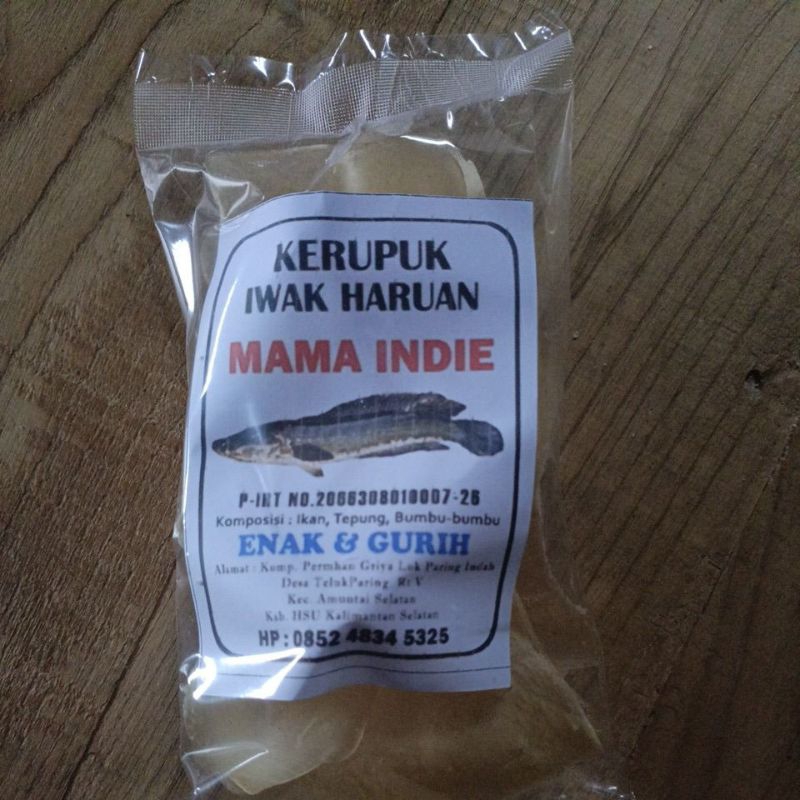 KERUPUK
IWAK HARUAN
MAMA INDIE
P-IRT NO.2066308010007-26
Komposisi : Ikan, Tepung, Bumbu-bumbu
ENAK & GURIH
Alamat : Komp. Permhan Griya Lok Paring Indah
Desa TelukParing Rt V
Kec. Amuntai Selatan
Kab. HSU Kalimantan Selatan
HP : 0852 4834 5325